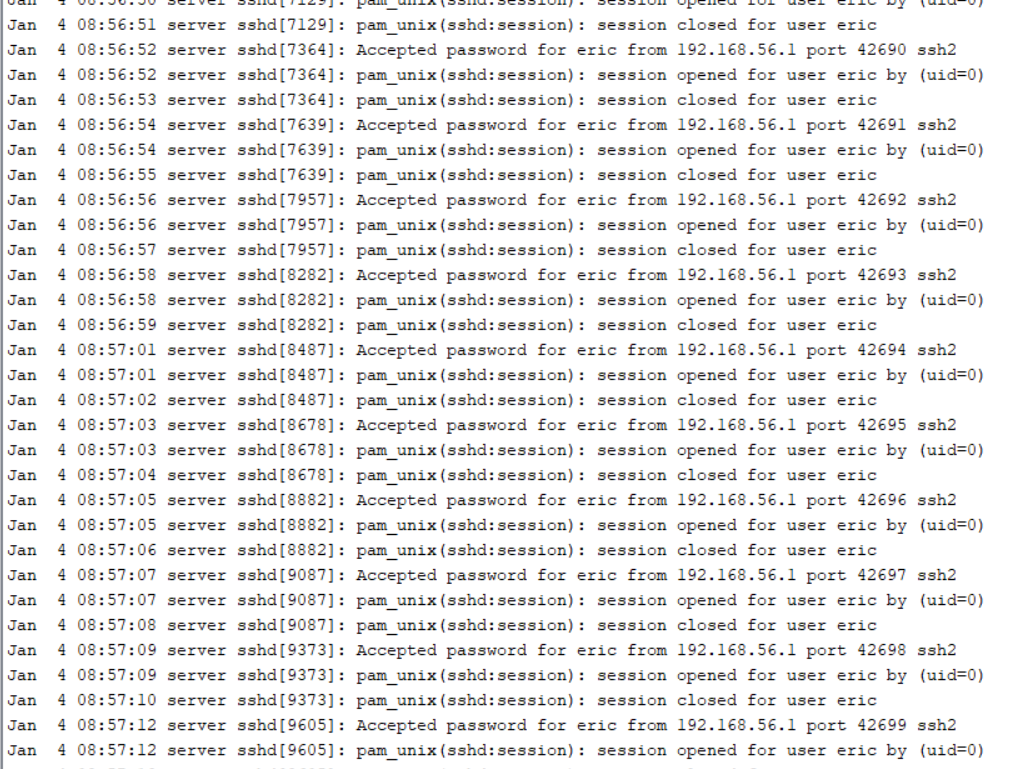 Jan  4 08:56:50 server sshd[7129]: pam_unix(sshd:session): session opened for user eric by (uid=0)
Jan  4 08:56:51 server sshd[7129]: pam_unix(sshd:session): session closed for user eric
Jan  4 08:56:52 server sshd[7364]: Accepted password for eric from 192.168.56.1 port 42690 ssh2
Jan  4 08:56:52 server sshd[7364]: pam_unix(sshd:session): session opened for user eric by (uid=0)
Jan  4 08:56:53 server sshd[7364]: pam_unix(sshd:session): session closed for user eric
Jan  4 08:56:54 server sshd[7639]: Accepted password for eric from 192.168.56.1 port 42691 ssh2
Jan  4 08:56:54 server sshd[7639]: pam_unix(sshd:session): session opened for user eric by (uid=0)
Jan  4 08:56:55 server sshd[7639]: pam_unix(sshd:session): session closed for user eric
Jan  4 08:56:56 server sshd[7957]: Accepted password for eric from 192.168.56.1 port 42692 ssh2
Jan  4 08:56:56 server sshd[7957]: pam_unix(sshd:session): session opened for user eric by (uid=0)
Jan  4 08:56:57 server sshd[7957]: pam_unix(sshd:session): session closed for user eric
Jan  4 08:56:58 server sshd[8282]: Accepted password for eric from 192.168.56.1 port 42693 ssh2
Jan  4 08:56:58 server sshd[8282]: pam_unix(sshd:session): session opened for user eric by (uid=0)
Jan  4 08:56:59 server sshd[8282]: pam_unix(sshd:session): session closed for user eric
Jan  4 08:57:01 server sshd[8487]: Accepted password for eric from 192.168.56.1 port 42694 ssh2
Jan  4 08:57:01 server sshd[8487]: pam_unix(sshd:session): session opened for user eric by (uid=0)
Jan  4 08:57:02 server sshd[8487]: pam_unix(sshd:session): session closed for user eric
Jan  4 08:57:03 server sshd[8678]: Accepted password for eric from 192.168.56.1 port 42695 ssh2
Jan  4 08:57:03 server sshd[8678]: pam_unix(sshd:session): session opened for user eric by (uid=0)
Jan  4 08:57:04 server sshd[8678]: pam_unix(sshd:session): session closed for user eric
Jan  4 08:57:05 server sshd[8882]: Accepted password for eric from 192.168.56.1 port 42696 ssh2
Jan  4 08:57:05 server sshd[8882]: pam_unix(sshd:session): session opened for user eric by (uid=0)
Jan  4 08:57:06 server sshd[8882]: pam_unix(sshd:session): session closed for user eric
Jan  4 08:57:07 server sshd[9087]: Accepted password for eric from 192.168.56.1 port 42697 ssh2
Jan  4 08:57:07 server sshd[9087]: pam_unix(sshd:session): session opened for user eric by (uid=0)
Jan  4 08:57:08 server sshd[9087]: pam_unix(sshd:session): session closed for user eric
Jan  4 08:57:09 server sshd[9373]: Accepted password for eric from 192.168.56.1 port 42698 ssh2
Jan  4 08:57:09 server sshd[9373]: pam_unix(sshd:session): session opened for user eric by (uid=0)
Jan  4 08:57:10 server sshd[9373]: pam_unix(sshd:session): session closed for user eric
Jan  4 08:57:12 server sshd[9605]: Accepted password for eric from 192.168.56.1 port 42699 ssh2
Jan  4 08:57:12 server sshd[9605]: pam_unix(sshd:session): session opened for user eric by (uid=0)